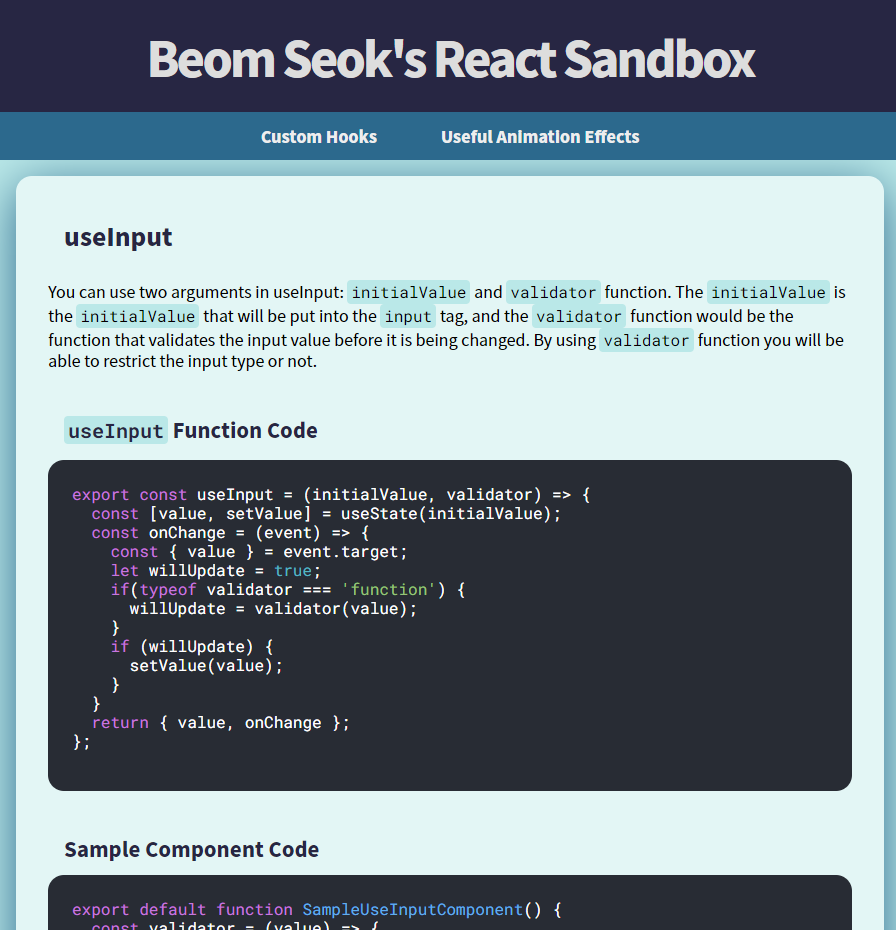 Beom Seok's React Sandbox
Custom Hooks Useful Animation Effects
useInput
You can use two arguments in useInput: initialValue and validator function. The initialValue is
the initialValue that will be put into the input tag, and the validator function would be the
function that validates the input value before it is being changed. By using validator function you will be
able to restrict the input type or not.
useInput Function Code
export const useInput = (initialValue, validator) => {
  const [value, setValue] = useState(initialValue);
  const onChange = (event) => {
    const { value } = event.target;
    let willUpdate = true;
    if(typeof validator === 'function') {
      willUpdate = validator(value);
    }
    if (willUpdate) {
      setValue(value);
    }
  }
  return { value, onChange };
};
Sample Component Code
export default function SampleUseInputComponent() {
  const validator = (value) => {